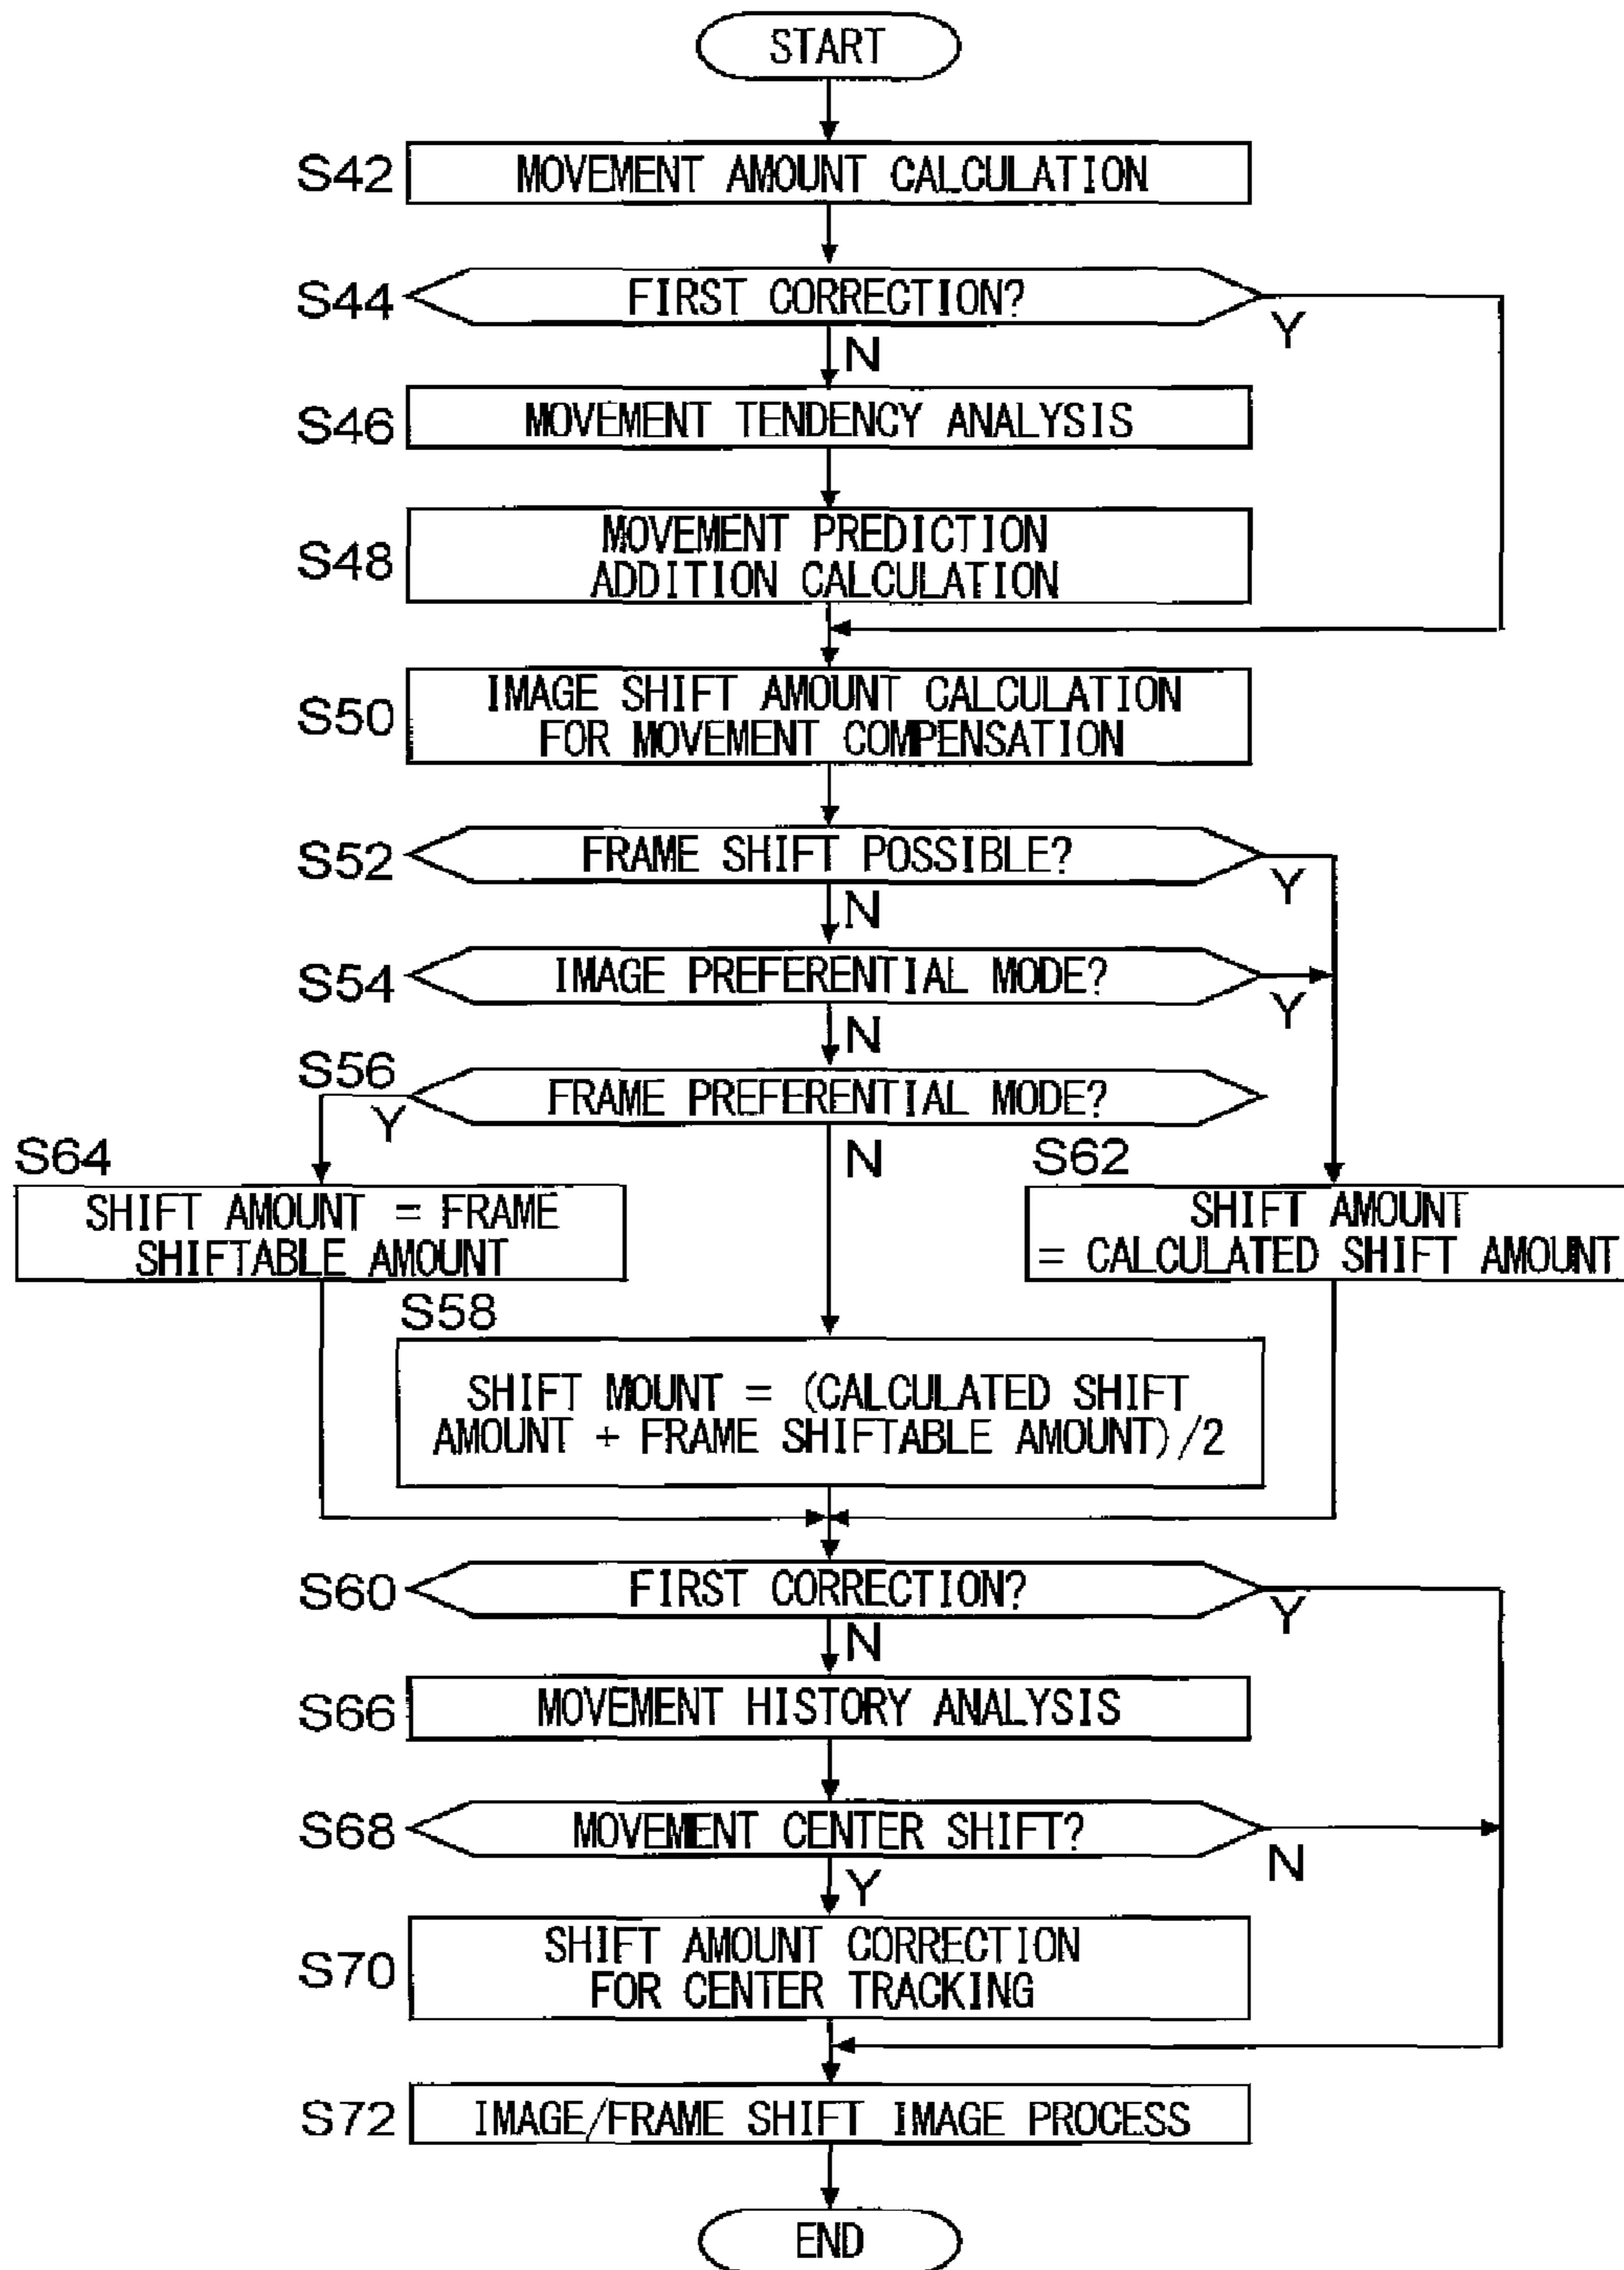 START
S42
MOVEMENT AMOUNT CALCULATION
S44
FIRST CORRECTION?
Y
N
S46
MOVEMENT TENDENCY ANALYSIS
S48
MOVEMENT PREDICTION
ADDITION CALCULATION
S50
IMAGE SHIFT AMOUNT CALCULATION
FOR MOVEMENT COMPENSATION
S52
FRAME SHIFT POSSIBLE?
Y
N
S54
IMAGE PREFERENTIAL MODE?
Y
N
S56
FRAME PREFERENTIAL MODE?
Y
N
S64
SHIFT AMOUNT = FRAME
SHIFTABLE AMOUNT
S62
SHIFT AMOUNT
= CALCULATED SHIFT AMOUNT
S58
SHIFT MOUNT = (CALCULATED SHIFT
AMOUNT + FRAME SHIFTABLE AMOUNT)/2
S60
FIRST CORRECTION?
Y
N
S66
MOVEMENT HISTORY ANALYSIS
S68
MOVEMENT CENTER SHIFT?
N
Y
S70
SHIFT AMOUNT CORRECTION
FOR CENTER TRACKING
S72
IMAGE/FRAME SHIFT IMAGE PROCESS
END